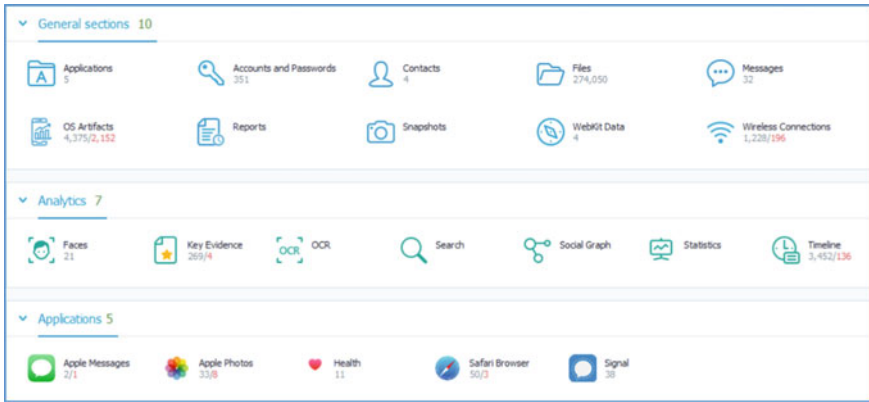 General sections 10
Applications
5
Accounts and Passwords
351
Contacts
4
Files
274,050
Messages
32
OS Artifacts
4,375/2,152
Reports
Snapshots
WebKit Data
4
Wireless Connections
1,228/196
Analytics 7
Faces
21
Key Evidence
269/4
OCR
OCR
Search
Social Graph
Statistics
Timeline
3,452/136
Applications 5
Apple Messages
2/1
Apple Photos
33/8
Health
11
Safari Browser
50/3
Signal
38